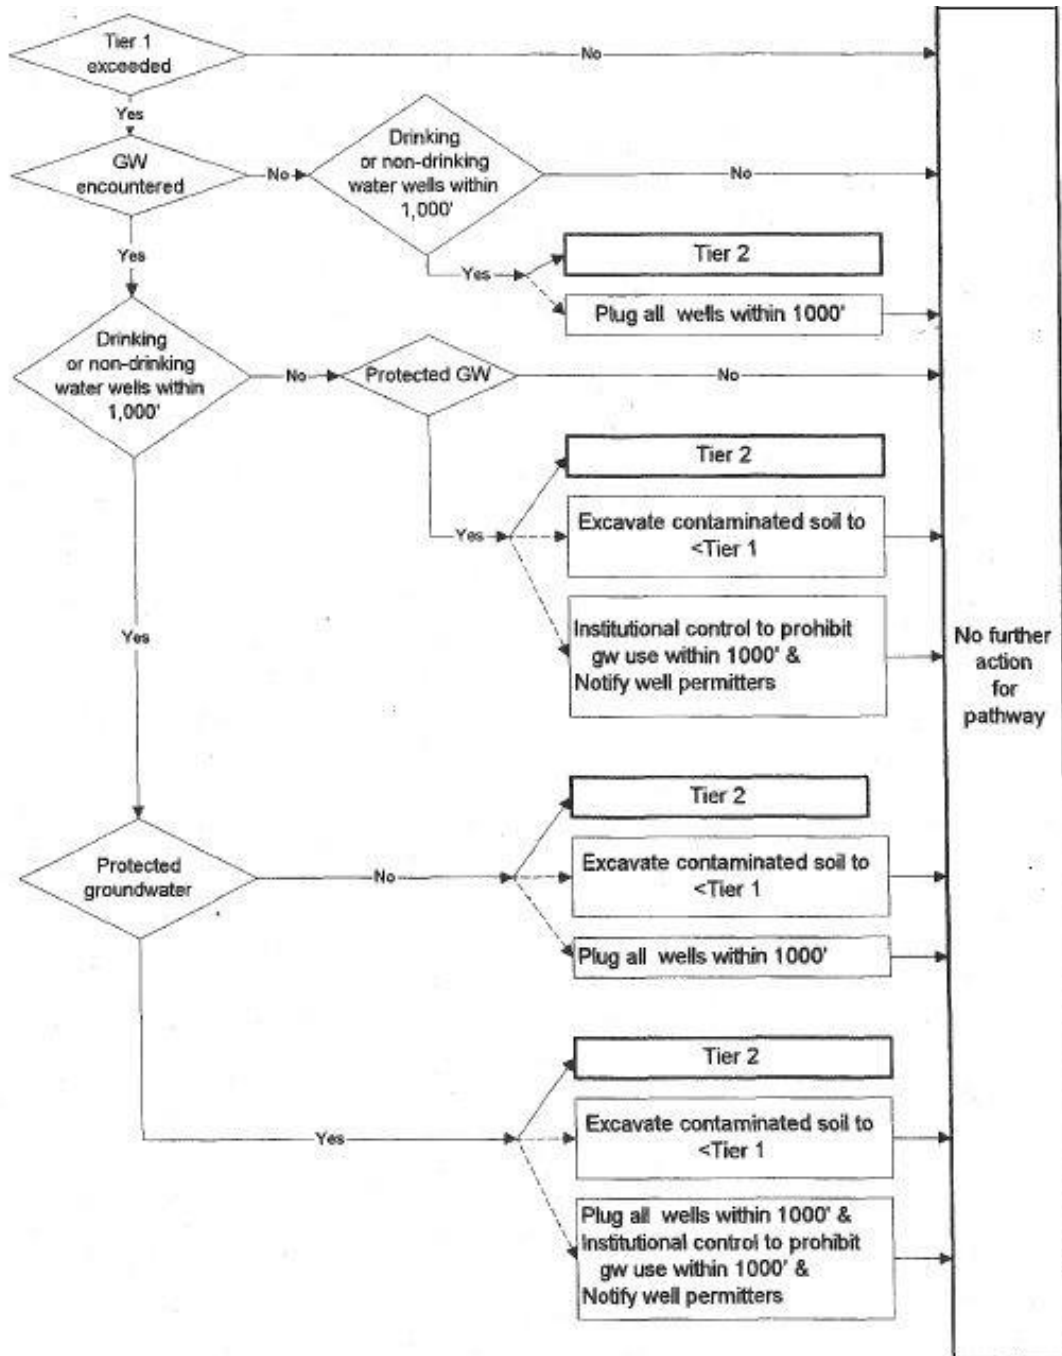 Tier 1
exceeded
No
Yes
GW
encountered
No
Drinking
or non-drinking
water wells within
1,000'
No
Yes
Yes
Tier 2
Plug all wells within 1000'
Drinking
or non-drinking
water wells within
1,000'
No
Protected GW
No
Yes
Tier 2
Excavate contaminated soil to
<Tier 1
Institutional control to prohibit
gw use within 1000' &
Notify well permitters
Yes
No further
action
for
pathway
Protected
groundwater
No
Tier 2
Excavate contaminated soil to
<Tier 1
Plug all wells within 1000'
Yes
Tier 2
Excavate contaminated soil to
<Tier 1
Plug all wells within 1000' &
Institutional control to prohibit
gw use within 1000' &
Notify well permitters